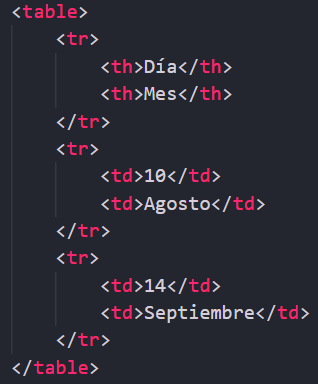 <table>
    <tr>
        <th>Día</th>
        <th>Mes</th>
    </tr>
    <tr>
        <td>10</td>
        <td>Agosto</td>
    </tr>
    <tr>
        <td>14</td>
        <td>Septiembre</td>
    </tr>
</table>